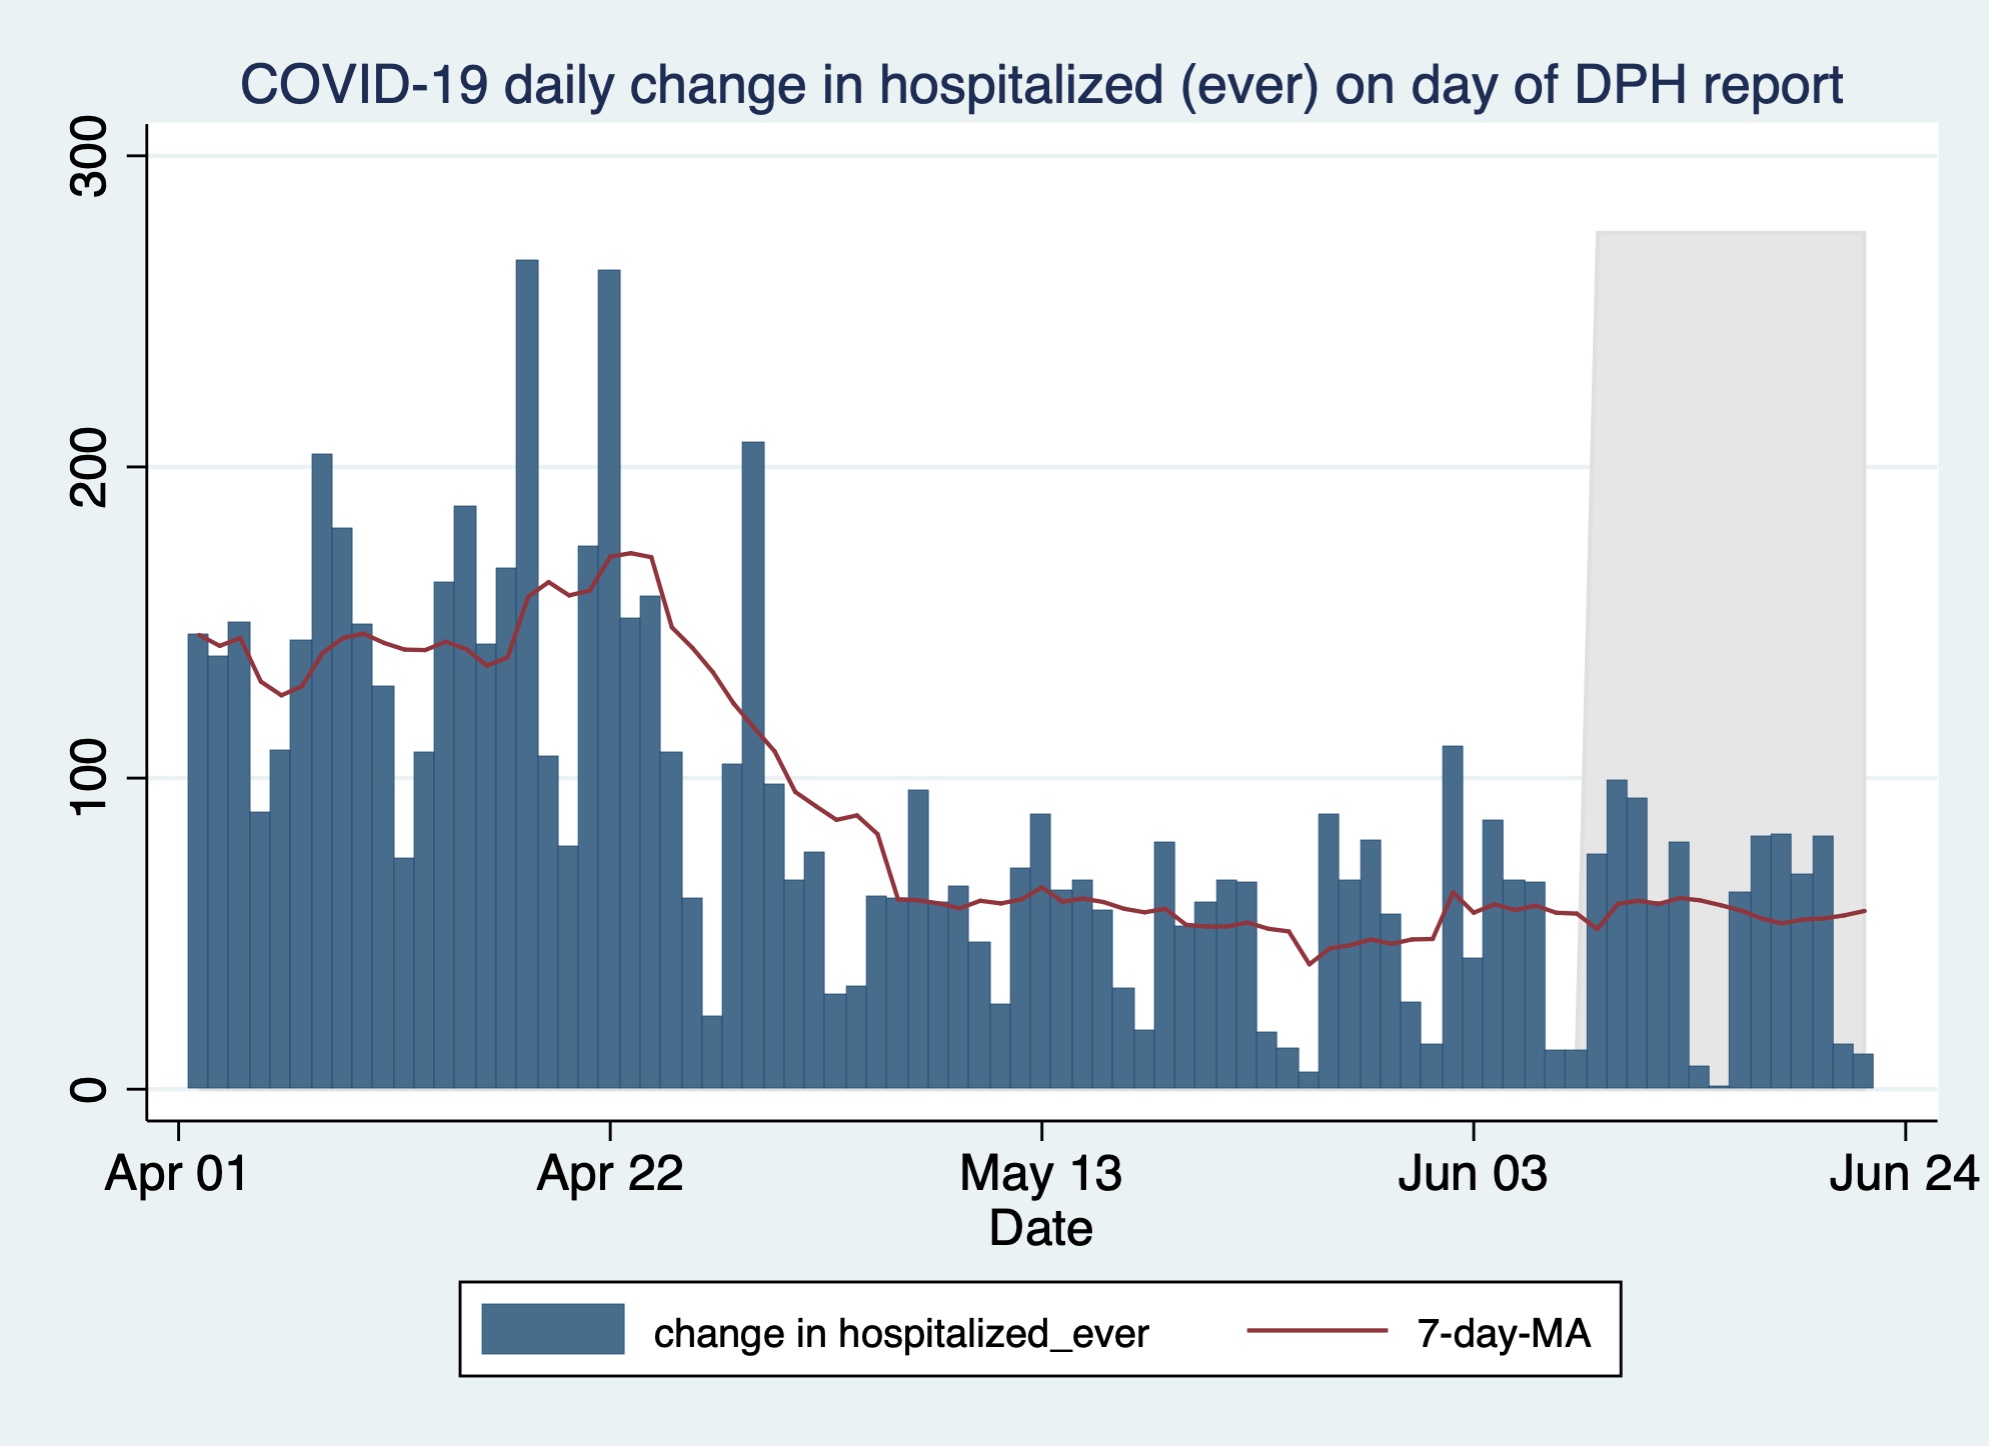 COVID-19 daily change in hospitalized (ever) on day of DPH report
300
200
100
0
Apr 01
Apr 22
May 13
Jun 03
Jun 24
Date
change in hospitalized_ever
7-day-MA